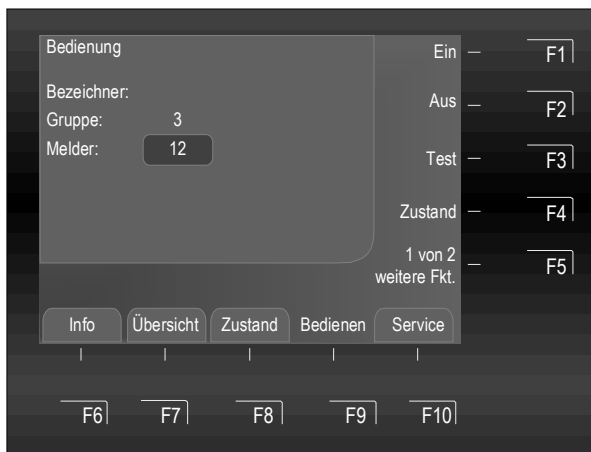 Bedienung
Ein – F1
Bezeichner:
Aus – F2
Gruppe: 3
Melder: 12
Test – F3
Zustand – F4
1 von 2
weitere Fkt. – F5
Info Übersicht Zustand Bedienen Service
F6 F7 F8 F9 F10